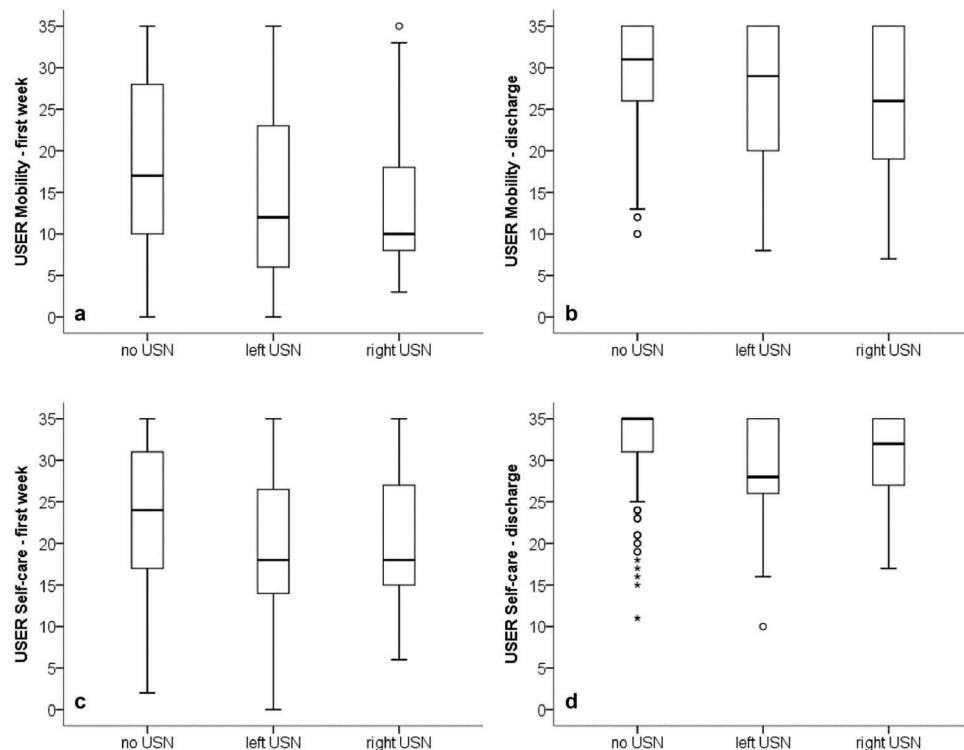 USER Mobility - first week
35
30
25
20
15
10
5
0
a
no USN left USN right USN
USER Mobility - discharge
35
30
25
20
15
10
5
0
b
no USN left USN right USN
USER Self-care - first week
35
30
25
20
15
10
5
0
c
no USN left USN right USN
USER Self-care - discharge
35
30
25
20
15
10
5
0
d
no USN left USN right USN